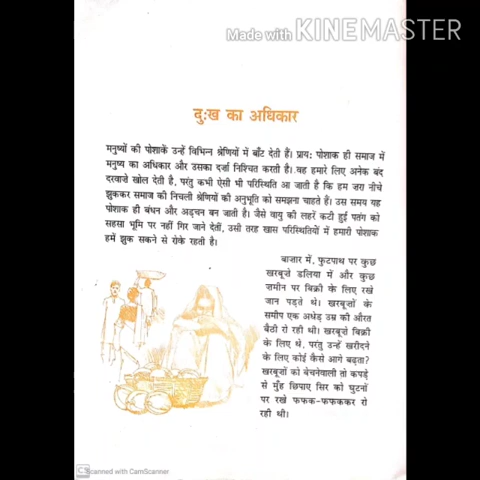 Made with KINEMASTER
दुःख का अधिकार
मनुष्यों की पोशाकें उन्हें विभिन्न श्रेणियों में बाँट देती हैं। प्रायः पोशाक ही समाज में
मनुष्य का अधिकार और उसका दर्जा निश्चित करती है। वह हमारे लिए अनेक बंद
दरवाजे खोल देती है, परंतु कभी ऐसी भी परिस्थिति आ जाती है कि हम ज़रा नीचे
झुककर समाज की निचली श्रेणियों की अनुभूति को समझना चाहते हैं। उस समय यह
पोशाक ही बंधन और अड़चन बन जाती है। जैसे वायु की लहरें कटी हुई पतंग को
सहसा भूमि पर नहीं गिर जाने देतीं, उसी तरह खास परिस्थितियों में हमारी पोशाक
हमें झुक सकने से रोके रहती है।
बाज़ार में, फुटपाथ पर कुछ
खरबूज़े डलिया में और कुछ
ज़मीन पर बिक्री के लिए रखे
जान पड़ते थे। खरबूज़ों के
समीप एक अधेड़ उम्र की औरत
बैठी रो रही थी। खरबूज़े बिक्री
के लिए थे, परंतु उन्हें खरीदने
के लिए कोई कैसे आगे बढ़ता?
खरबूज़ों को बेचनेवाली तो कपड़े
से मुँह छिपाए सिर को घुटनों
पर रखे फफक-फफककर रो
रही थी।
CS Scanned with CamScanner